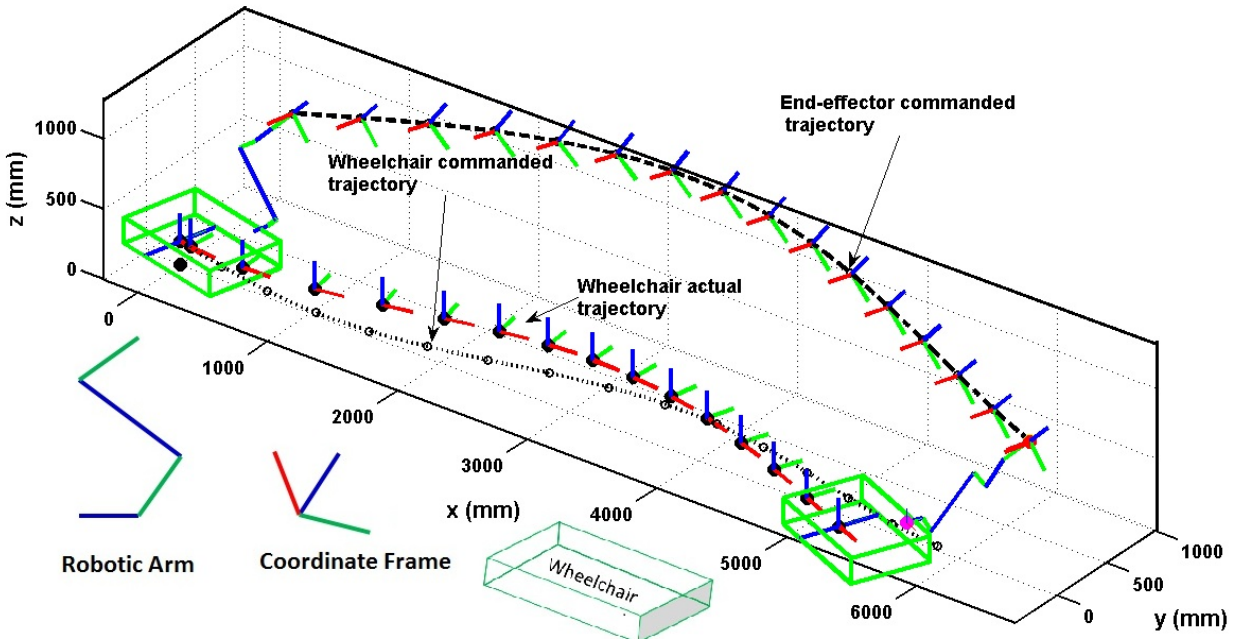 End-effector commanded
trajectory
1000
Wheelchair commanded
trajectory
z (mm)
500
0
Wheelchair actual
trajectory
0
1000
2000
3000
x (mm)
4000
5000
6000
1000
500
0
y (mm)
Robotic Arm
Coordinate Frame
Wheelchair